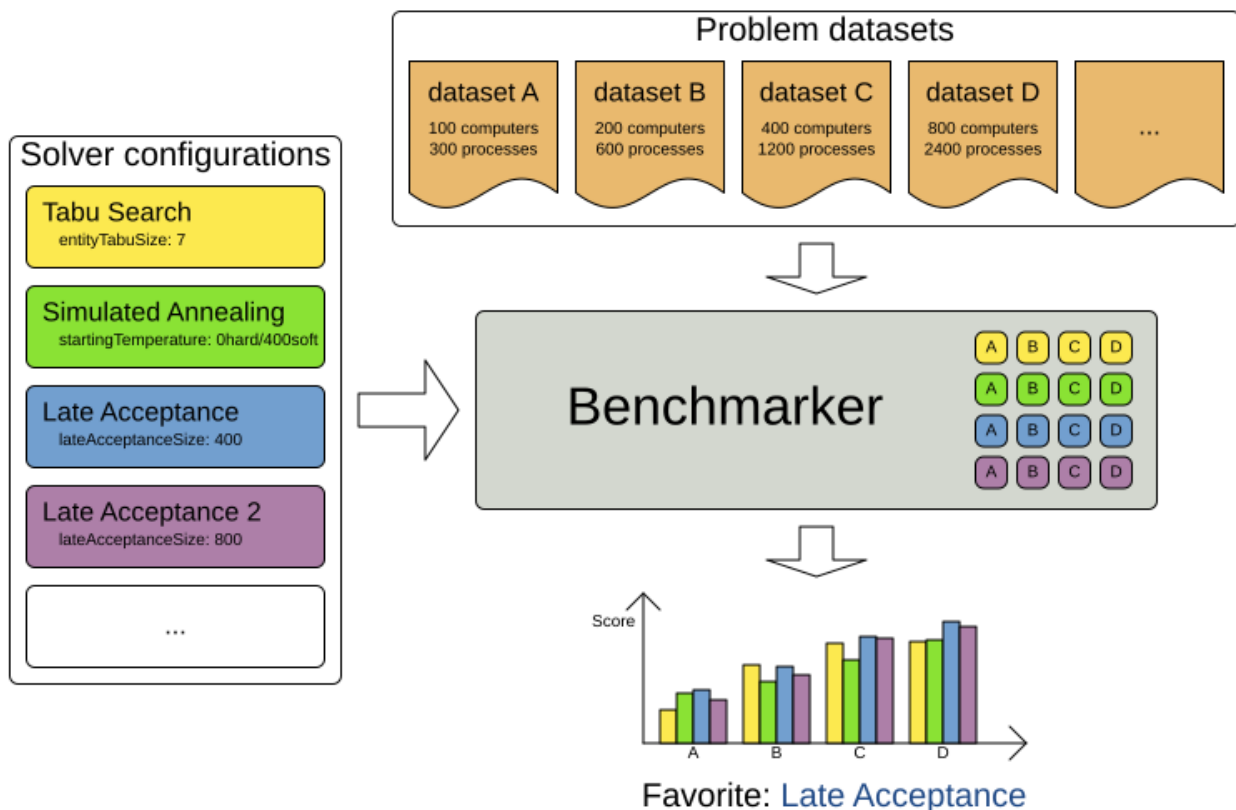 Problem datasets
dataset A
100 computers
300 processes
dataset B
200 computers
600 processes
dataset C
400 computers
1200 processes
dataset D
800 computers
2400 processes
...
Solver configurations
Tabu Search
entityTabuSize: 7
Simulated Annealing
startingTemperature: 0hard/400soft
Late Acceptance
lateAcceptanceSize: 400
Late Acceptance 2
lateAcceptanceSize: 800
...
Benchmarker
A B C D
A B C D
A B C D
A B C D
Score
A B C D
Favorite: Late Acceptance